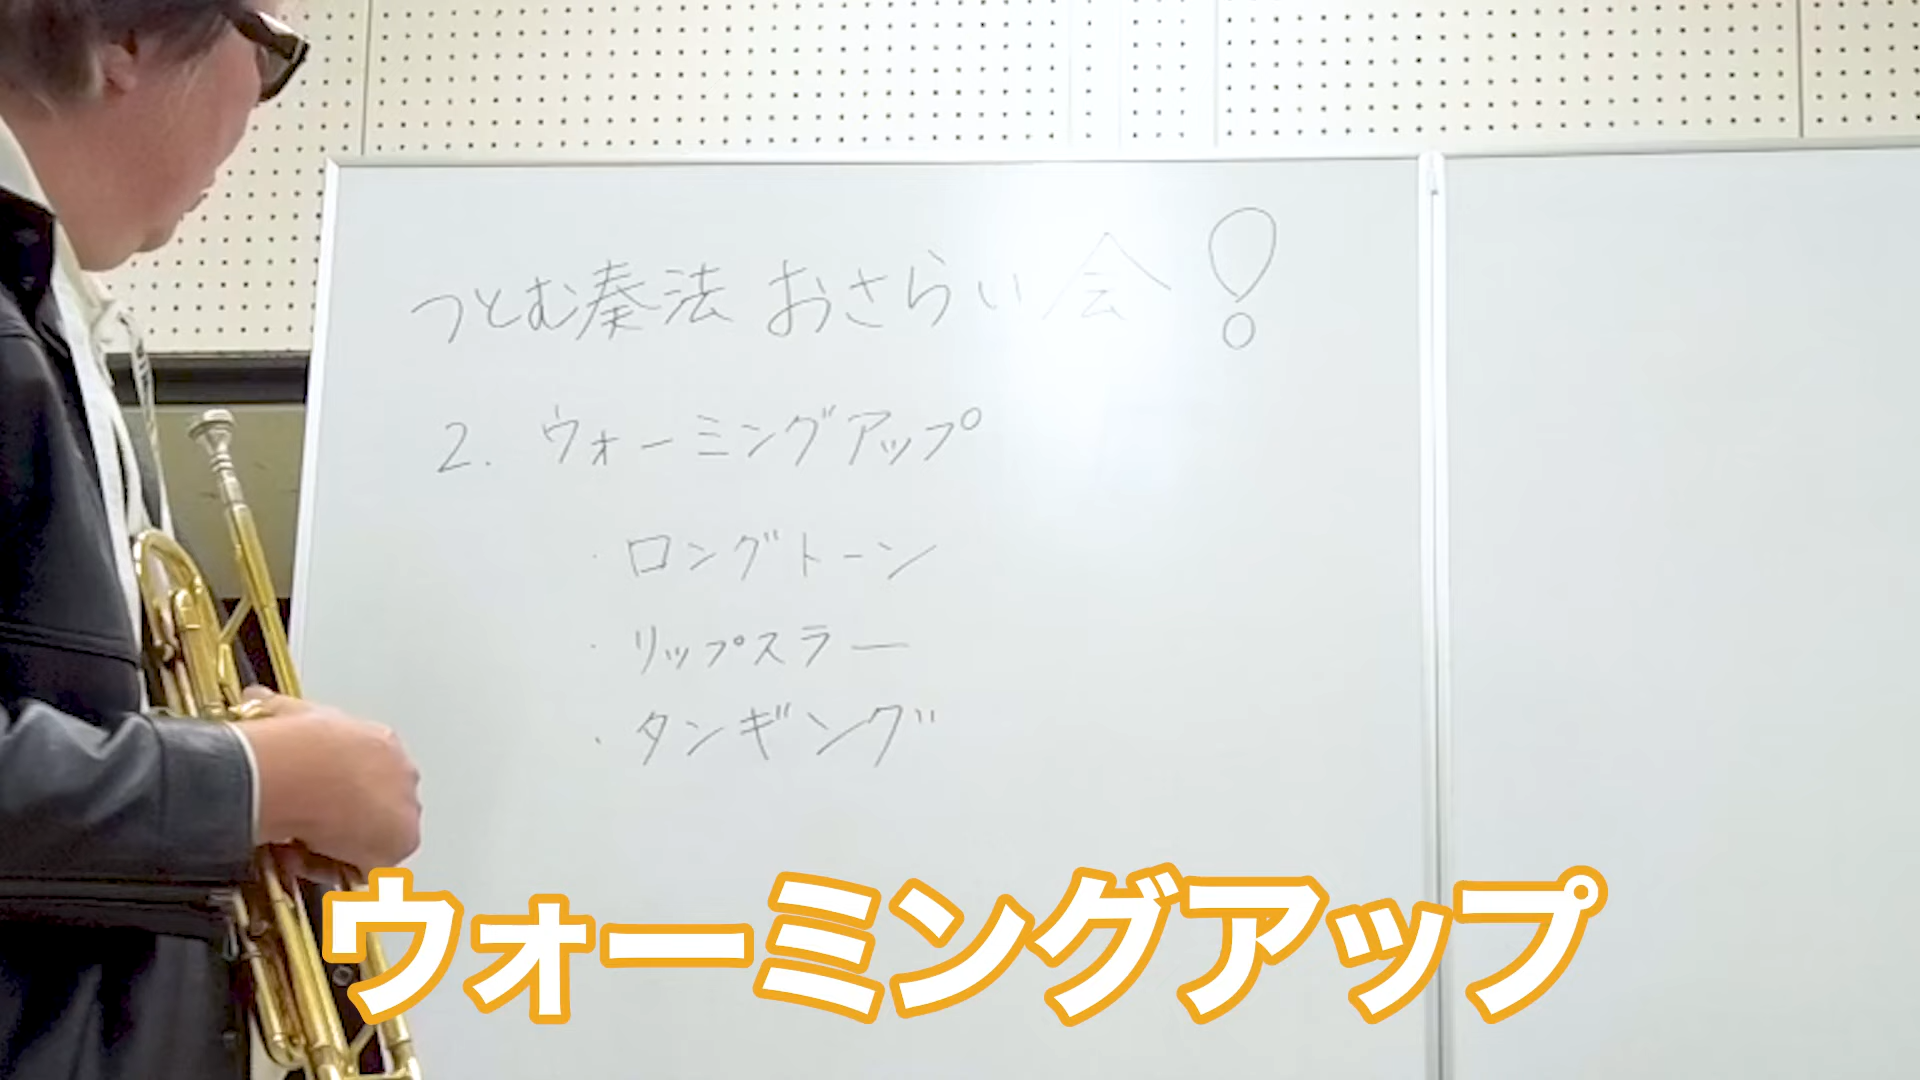 つとむ奏法 おさらい会!
2. ウォーミングアップ
・ロングトーン
・リップスラー
・タンギング
ウォーミングアップ